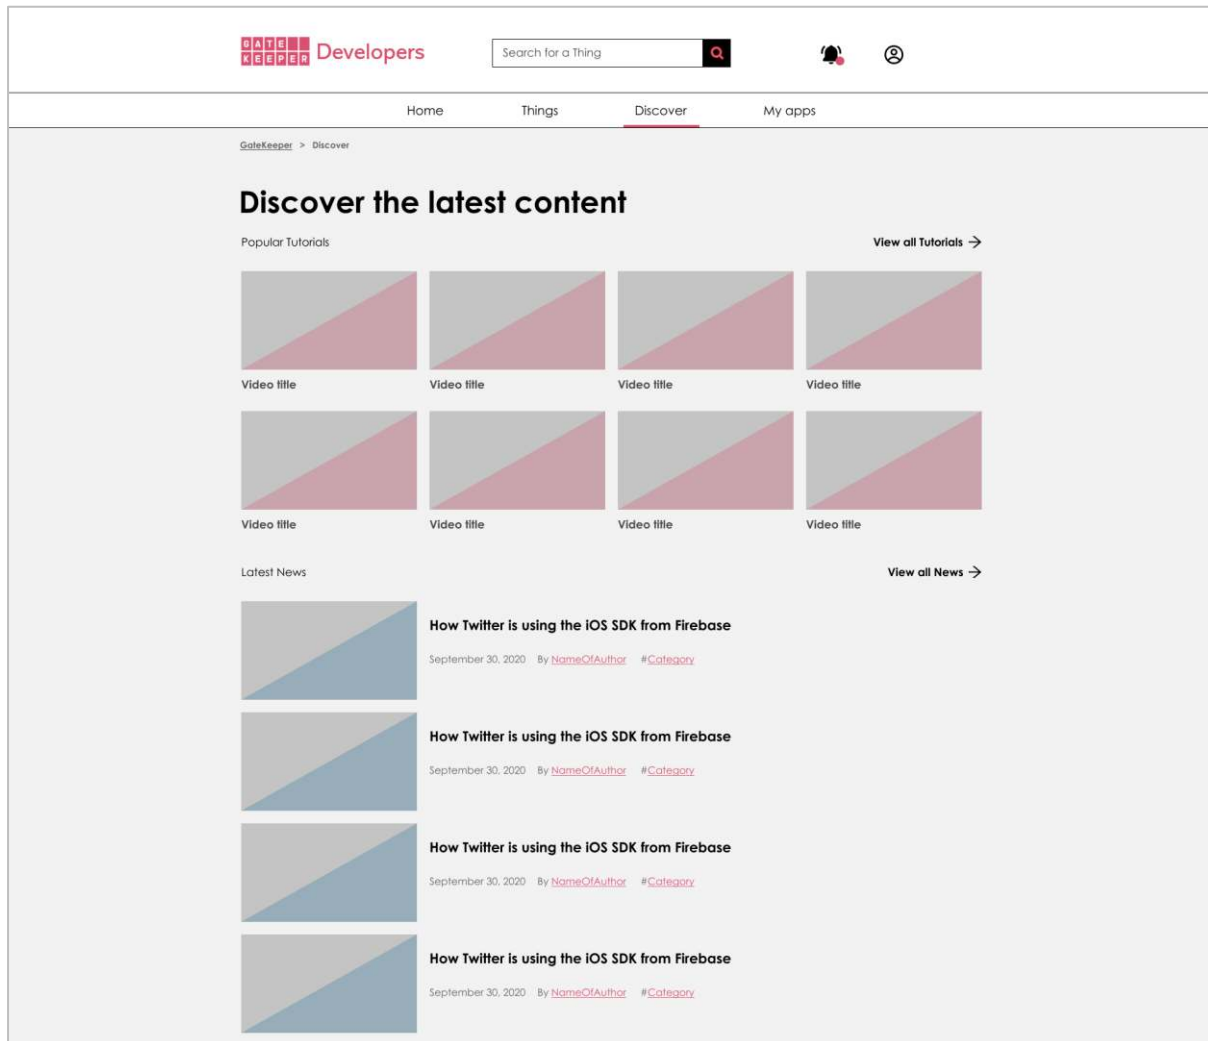 GATE
KEEPER Developers
Search for a Thing
Home Things Discover My apps
GateKeeper > Discover
Discover the latest content
Popular Tutorials View all Tutorials →
Video title Video title Video title Video title
Video title Video title Video title Video title
Latest News View all News →
How Twitter is using the iOS SDK from Firebase
September 30, 2020 By NameOfAuthor #Category
How Twitter is using the iOS SDK from Firebase
September 30, 2020 By NameOfAuthor #Category
How Twitter is using the iOS SDK from Firebase
September 30, 2020 By NameOfAuthor #Category
How Twitter is using the iOS SDK from Firebase
September 30, 2020 By NameOfAuthor #Category